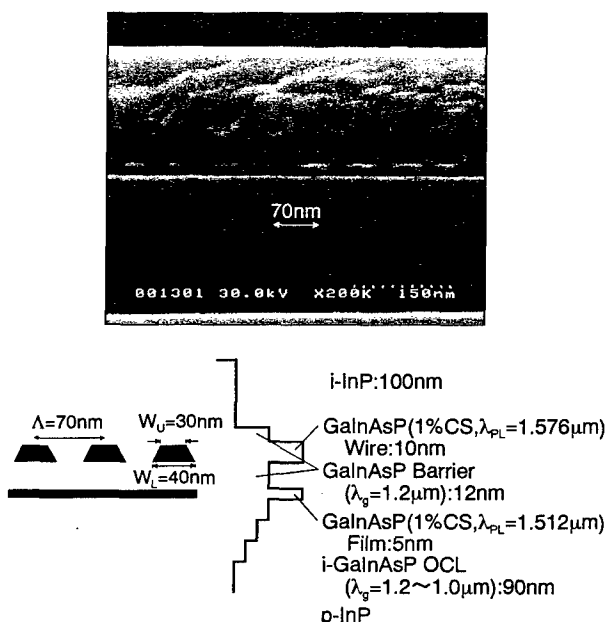 70nm
001301 30.0kV X200K 150nm
i-InP:100nm
Λ=70nm
W_U=30nm
W_L=40nm
GaInAsP(1%CS,λ_PL=1.576μm)
Wire:10nm
GaInAsP Barrier
(λ_g=1.2μm):12nm
GaInAsP(1%CS,λ_PL=1.512μm)
Film:5nm
i-GaInAsP OCL
(λ_g=1.2~1.0μm):90nm
p-InP